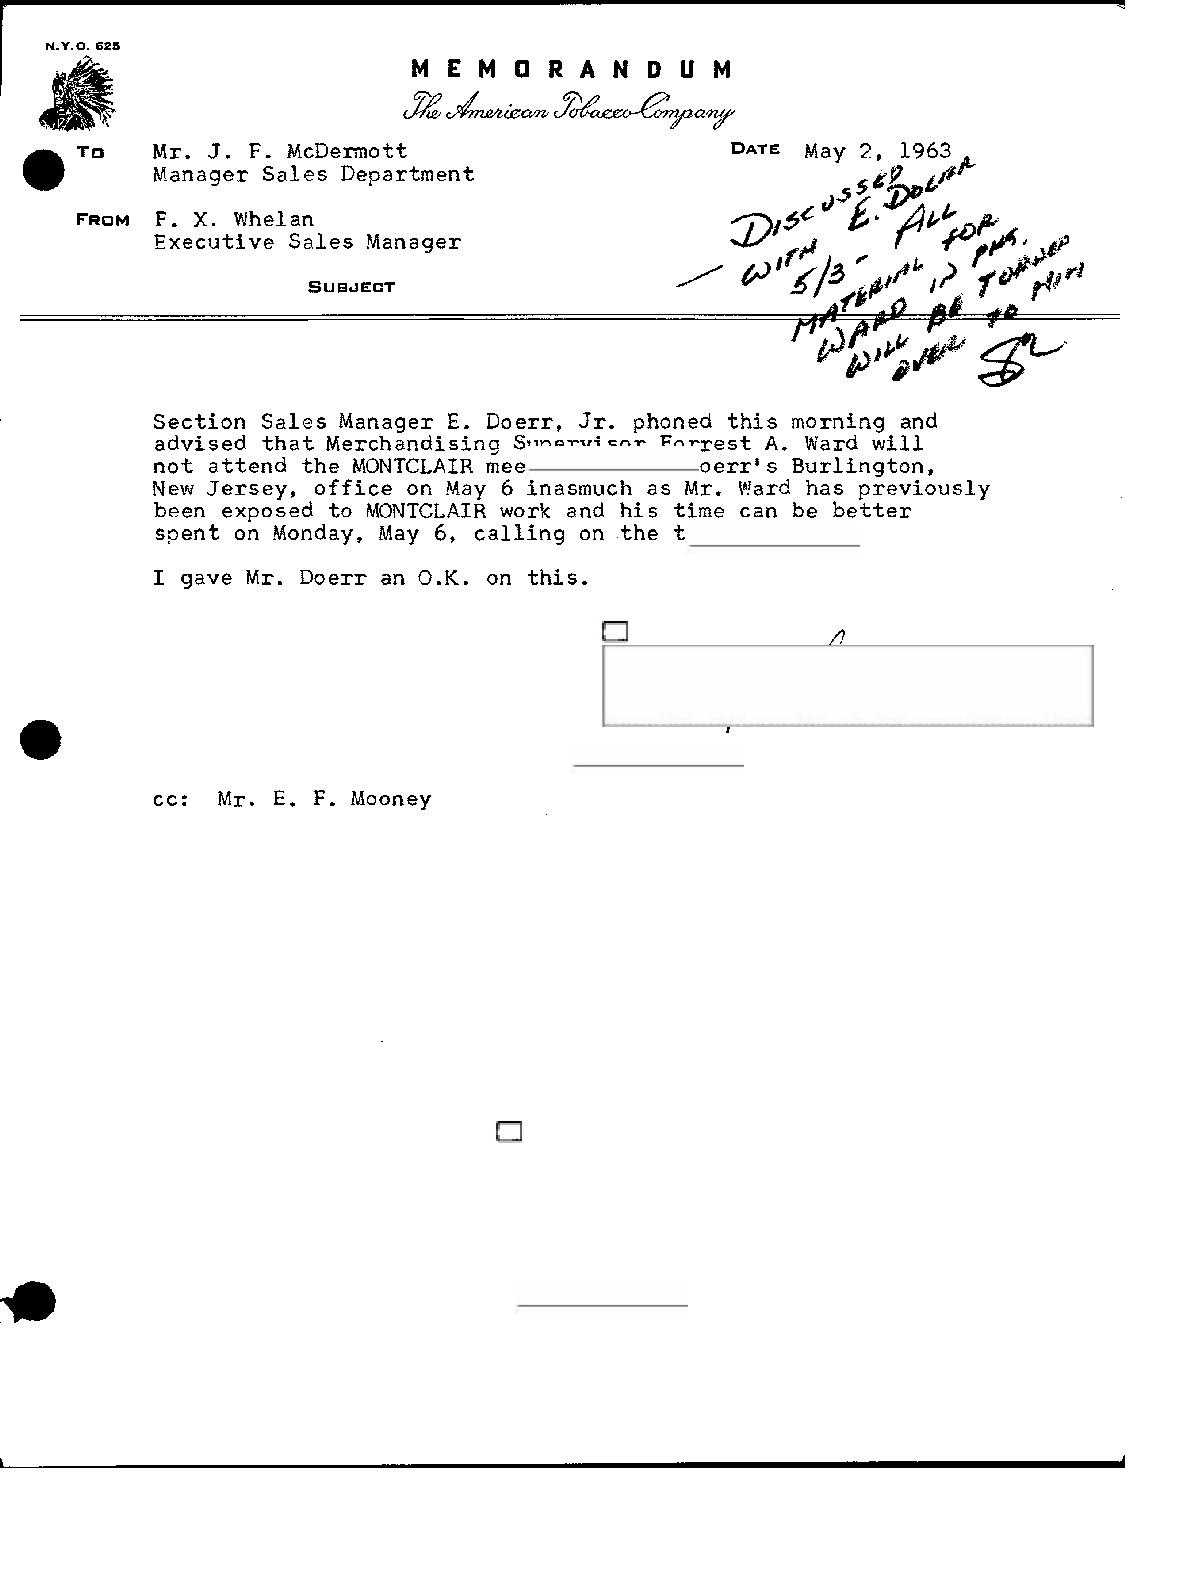 N.Y.O. 625
MEMORANDUM
The American Tobacco Company
TO Mr. J. F. McDermott
Manager Sales Department
DATE May 2, 1963
FROM F. X. Whelan
Executive Sales Manager
SUBJECT
DISCUSSED
WITH E. DOERR
5/3 - ALL
MATERIAL FOR
WARD IN PHS.
WILL BE TURNED
OVER TO HIM
Section Sales Manager E. Doerr, Jr. phoned this morning and
advised that Merchandising Supervisor Forrest A. Ward will
not attend the MONTCLAIR mee oerr's Burlington,
New Jersey, office on May 6 inasmuch as Mr. Ward has previously
been exposed to MONTCLAIR work and his time can be better
spent on Monday, May 6, calling on the t
I gave Mr. Doerr an O.K. on this.
cc: Mr. E. F. Mooney